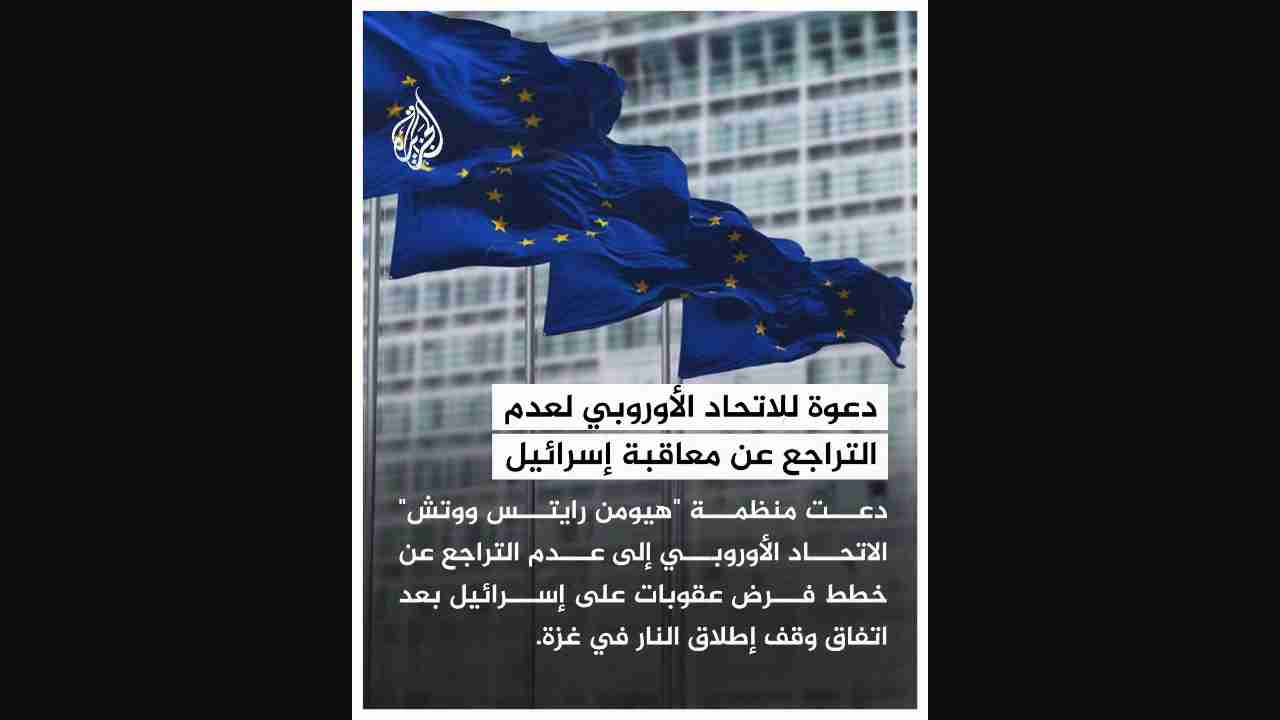 الجزيرة
دعوة للاتحاد الأوروبي لعدم
التراجع عن معاقبة إسرائيل
دعت منظمة "هيومن رايتس ووتش"
الاتحاد الأوروبي إلى عدم التراجع عن
خطط فرض عقوبات على إسرائيل بعد
اتفاق وقف إطلاق النار في غزة.